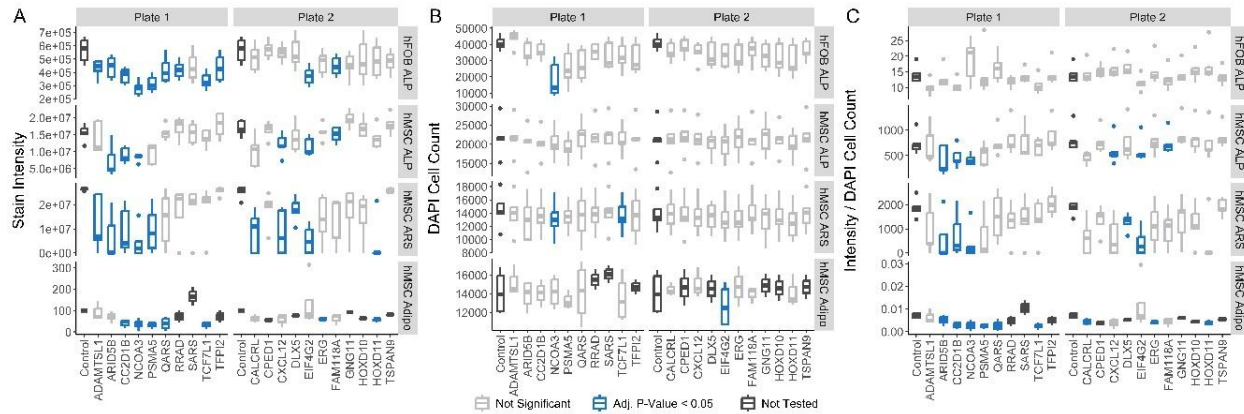 A
Plate 1
Plate 2
Stain Intensity
7e+05
6e+05
5e+05
4e+05
3e+05
2e+05
hFOB ALP
2.0e+07
1.5e+07
1.0e+07
5.0e+06
hMSC ALP
2e+07
1e+07
0e+00
hMSC ARS
300
200
100
0
hMSC Adipo
Control
ADAMTSL1
ARID5B
CC2D1B
NCOA3
PSMA5
QARS
RRAD
SARS
TCF7L1
TFPI2
Control
CALCRL
CPED1
CXCL12
DLX5
EIF4G2
ERG
FAM118A
GNG11
HOXD10
HOXD11
TSPAN9
B
Plate 1
Plate 2
DAPI Cell Count
50000
40000
30000
20000
10000
hFOB ALP
30000
25000
20000
15000
10000
hMSC ALP
18000
16000
14000
12000
10000
8000
hMSC ARS
16000
14000
12000
hMSC Adipo
Control
ADAMTSL1
ARID5B
CC2D1B
NCOA3
PSMA5
QARS
RRAD
SARS
TCF7L1
TFPI2
Control
CALCRL
CPED1
CXCL12
DLX5
EIF4G2
ERG
FAM118A
GNG11
HOXD10
HOXD11
TSPAN9
C
Plate 1
Plate 2
Intensity / DAPI Cell Count
25
20
15
10
hFOB ALP
1000
500
hMSC ALP
2000
1500
1000
500
0
hMSC ARS
0.03
0.02
0.01
0.00
hMSC Adipo
Control
ADAMTSL1
ARID5B
CC2D1B
NCOA3
PSMA5
QARS
RRAD
SARS
TCF7L1
TFPI2
Control
CALCRL
CPED1
CXCL12
DLX5
EIF4G2
ERG
FAM118A
GNG11
HOXD10
HOXD11
TSPAN9
Not Significant
Adj. P-Value < 0.05
Not Tested